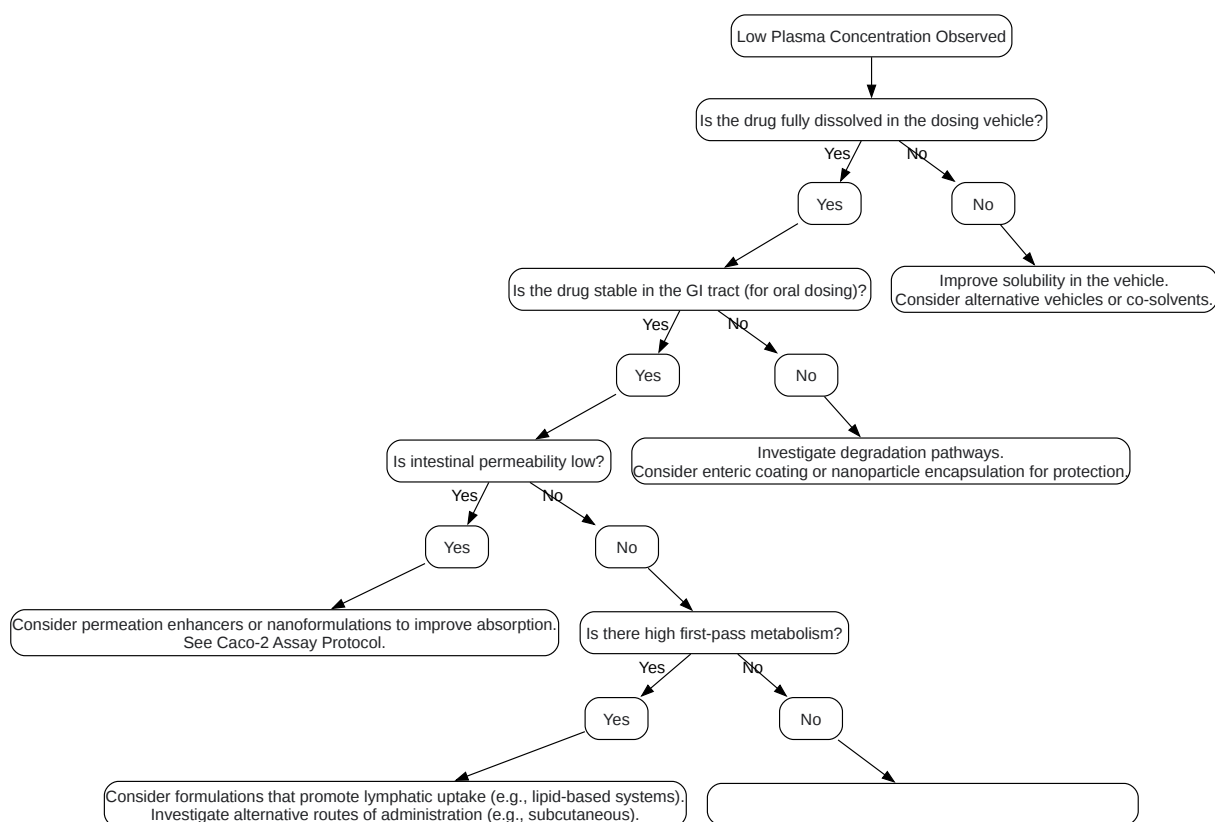 Low Plasma Concentration Observed
Is the drug fully dissolved in the dosing vehicle?
Yes
No
Yes
No
Improve solubility in the vehicle.
Consider alternative vehicles or co-solvents.
Is the drug stable in the GI tract (for oral dosing)?
Yes
No
Yes
No
Investigate degradation pathways.
Consider enteric coating or nanoparticle encapsulation for protection.
Is intestinal permeability low?
Yes
No
Yes
No
Consider permeation enhancers or nanoformulations to improve absorption.
See Caco-2 Assay Protocol.
Is there high first-pass metabolism?
Yes
No
Yes
No
Consider formulations that promote lymphatic uptake (e.g., lipid-based systems).
Investigate alternative routes of administration (e.g., subcutaneous).